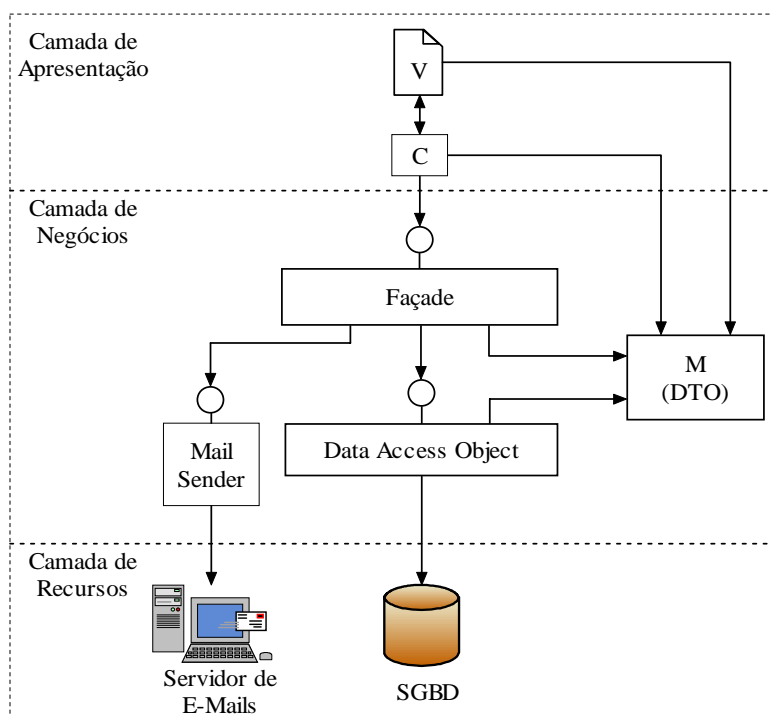 Camada de
Apresentação
V
C
Camada de
Negócios
Façade
M
(DTO)
Mail
Sender
Data Access Object
Camada de
Recursos
Servidor de
E-Mails
SGBD